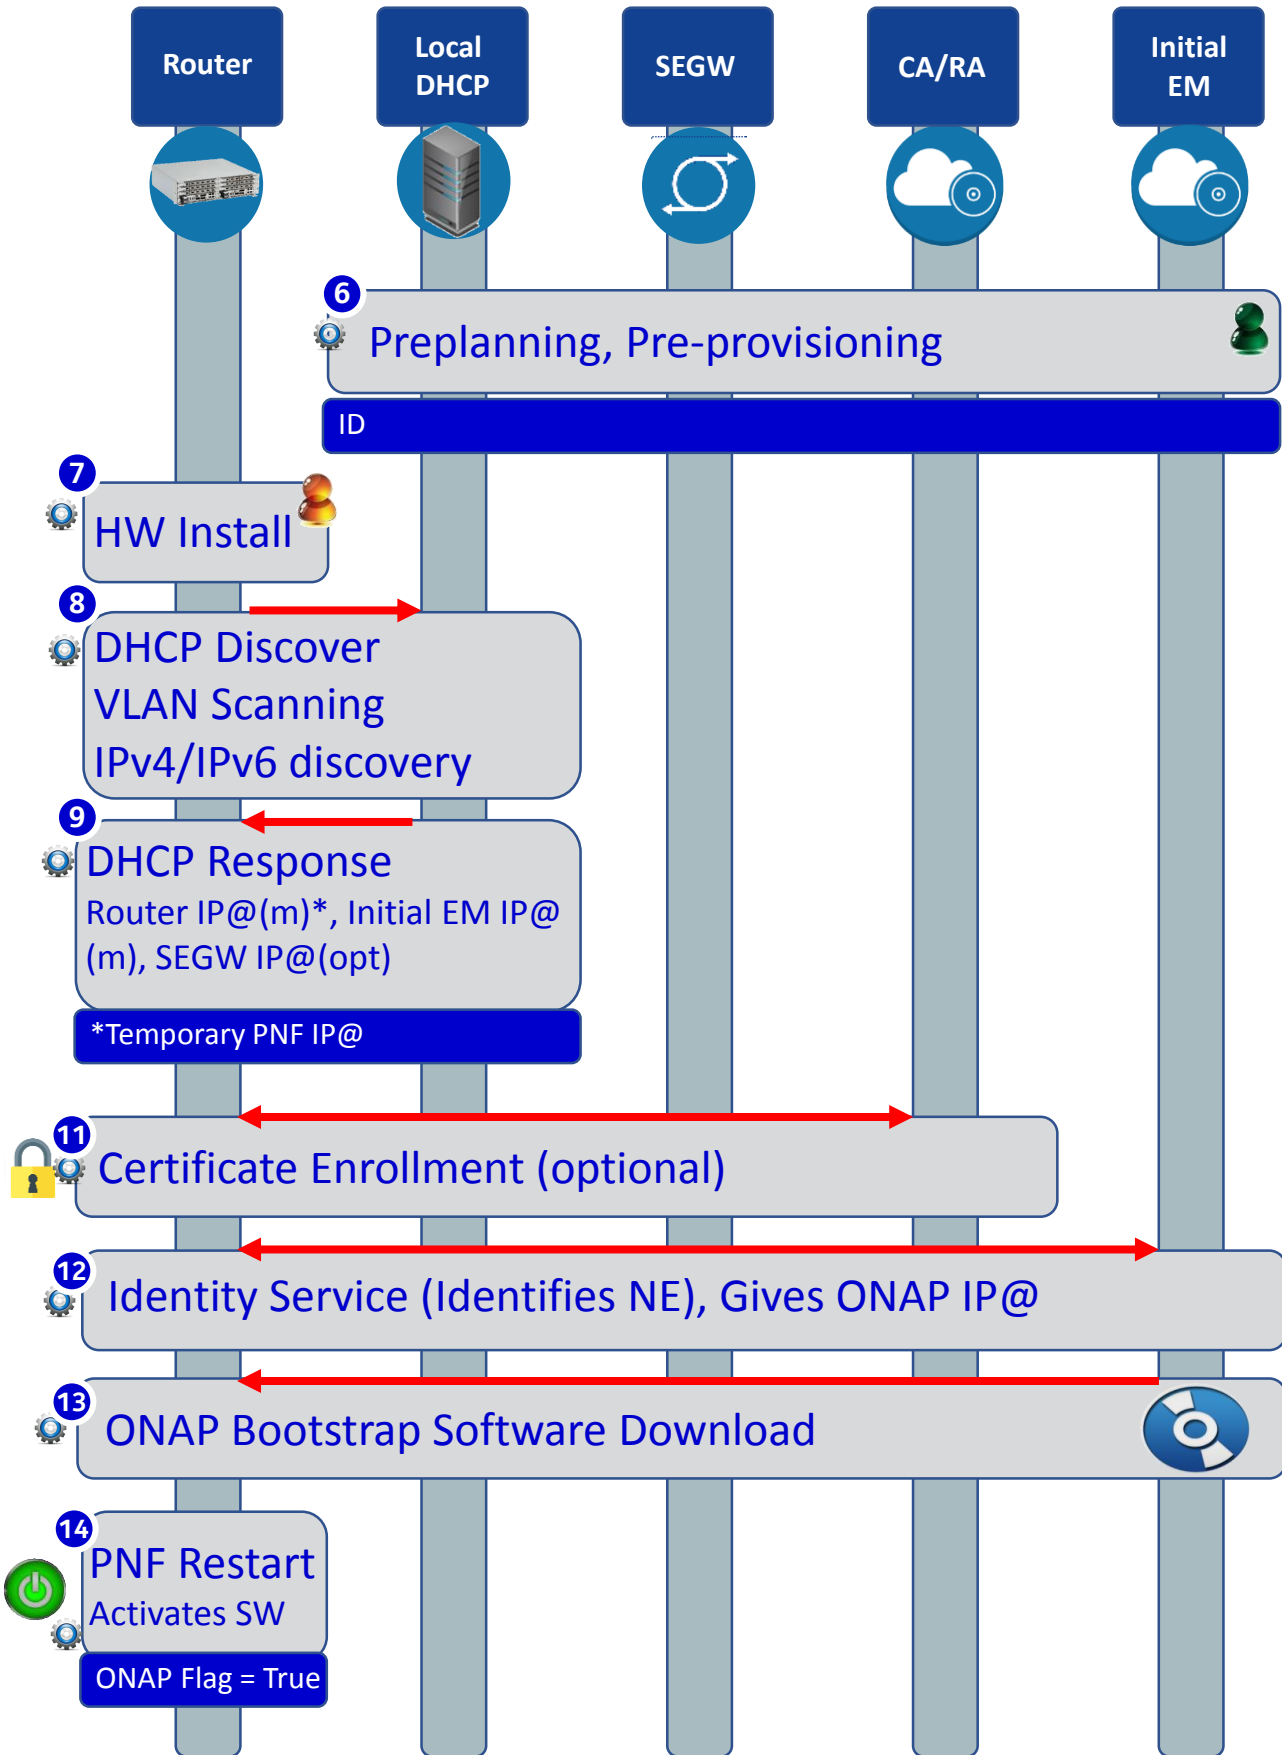 Router
Local
DHCP
SEGW
CA/RA
Initial
EM
6
Preplanning, Pre-provisioning
ID
7
HW Install
8
DHCP Discover
VLAN Scanning
IPv4/IPv6 discovery
9
DHCP Response
Router IP@(m)*, Initial EM IP@
(m), SEGW IP@(opt)
*Temporary PNF IP@
11
Certificate Enrollment (optional)
12
Identity Service (Identifies NE), Gives ONAP IP@
13
ONAP Bootstrap Software Download
14
PNF Restart
Activates SW
ONAP Flag = True